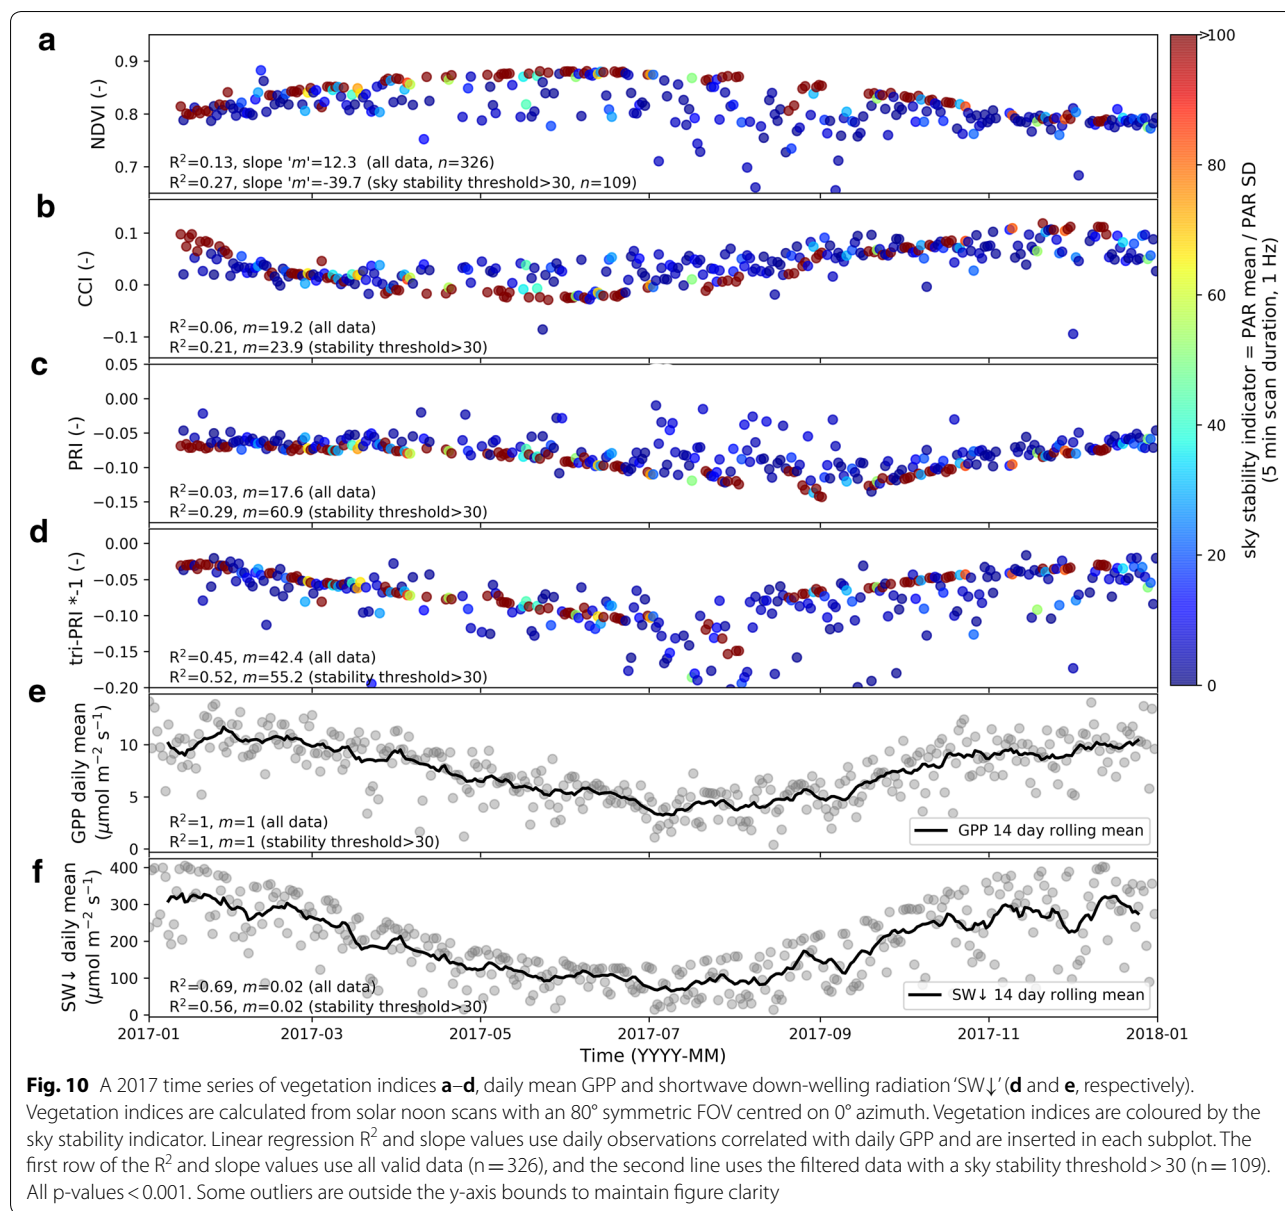 a
0.9
0.8
0.7
NDVI (-)
R²=0.13, slope 'm'=12.3 (all data, n=326)
R²=0.27, slope 'm'=-39.7 (sky stability threshold>30, n=109)
b
0.1
0.0
−0.1
CCI (-)
R²=0.06, m=19.2 (all data)
R²=0.21, m=23.9 (stability threshold>30)
c
0.05
0.00
−0.05
−0.10
−0.15
PRI (-)
R²=0.03, m=17.6 (all data)
R²=0.29, m=60.9 (stability threshold>30)
d
0.00
−0.05
−0.10
−0.15
−0.20
tri-PRI *-1 (-)
R²=0.45, m=42.4 (all data)
R²=0.52, m=55.2 (stability threshold>30)
e
10
5
0
GPP daily mean
(μmol m⁻² s⁻¹)
R²=1, m=1 (all data)
R²=1, m=1 (stability threshold>30)
GPP 14 day rolling mean
f
400
300
200
100
0
SW↓ daily mean
(μmol m⁻² s⁻¹)
R²=0.69, m=0.02 (all data)
R²=0.56, m=0.02 (stability threshold>30)
SW↓ 14 day rolling mean
2017-01
2017-03
2017-05
2017-07
2017-09
2017-11
2018-01
Time (YYYY-MM)
>100
80
60
40
20
0
sky stability indicator = PAR mean / PAR SD
(5 min scan duration, 1 Hz)
Fig. 10 A 2017 time series of vegetation indices a–d, daily mean GPP and shortwave down-welling radiation 'SW↓' (d and e, respectively).
Vegetation indices are calculated from solar noon scans with an 80° symmetric FOV centred on 0° azimuth. Vegetation indices are coloured by the
sky stability indicator. Linear regression R² and slope values use daily observations correlated with daily GPP and are inserted in each subplot. The
first row of the R² and slope values use all valid data (n = 326), and the second line uses the filtered data with a sky stability threshold > 30 (n = 109).
All p-values < 0.001. Some outliers are outside the y-axis bounds to maintain figure clarity